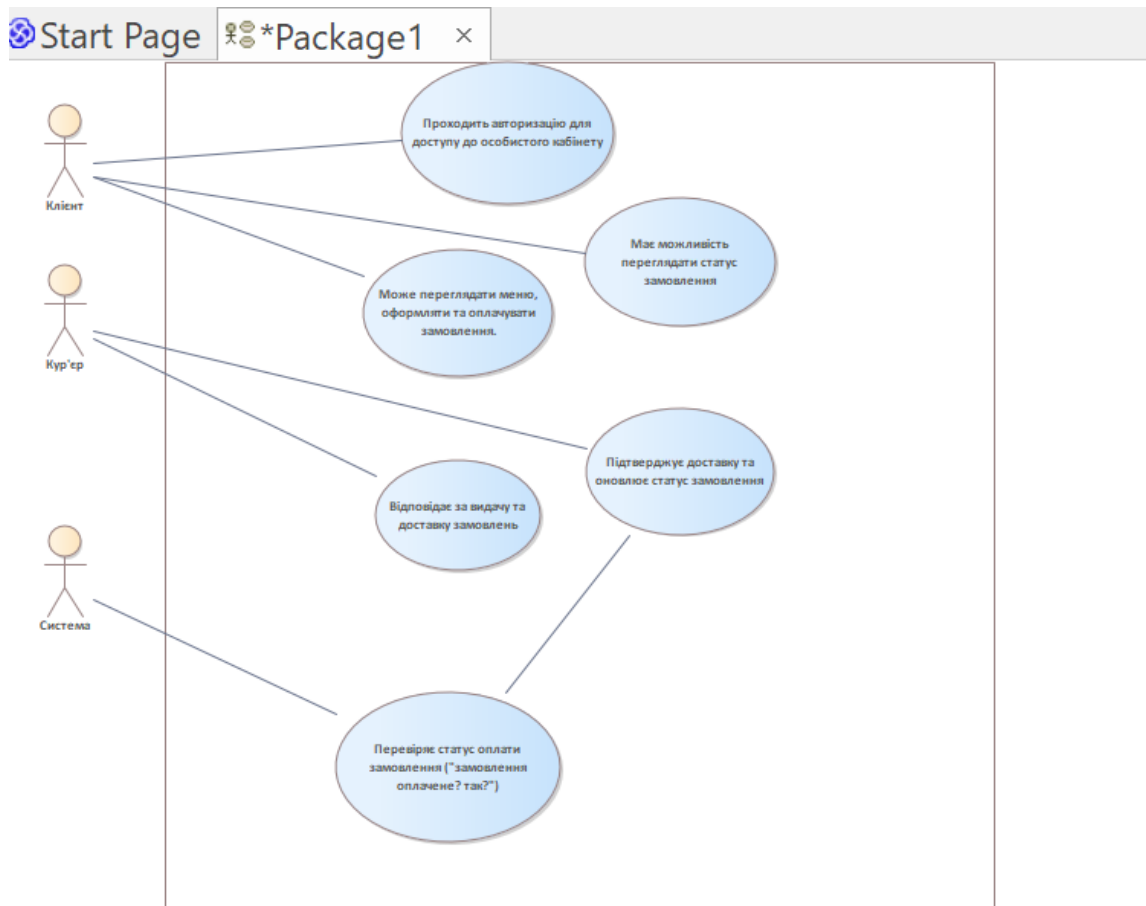 Start Page
*Package1 ×
Проходить авторизацію для
доступу до особистого кабінету
Клієнт
Має можливість
переглядати статус
замовлення
Може переглядати меню,
оформляти та оплачувати
замовлення.
Кур'єр
Підтверджує доставку та
оновлює статус замовлення
Відповідає за видачу та
доставку замовлень
Система
Перевіряє статус оплати
замовлення ("замовлення
оплачене? так?")